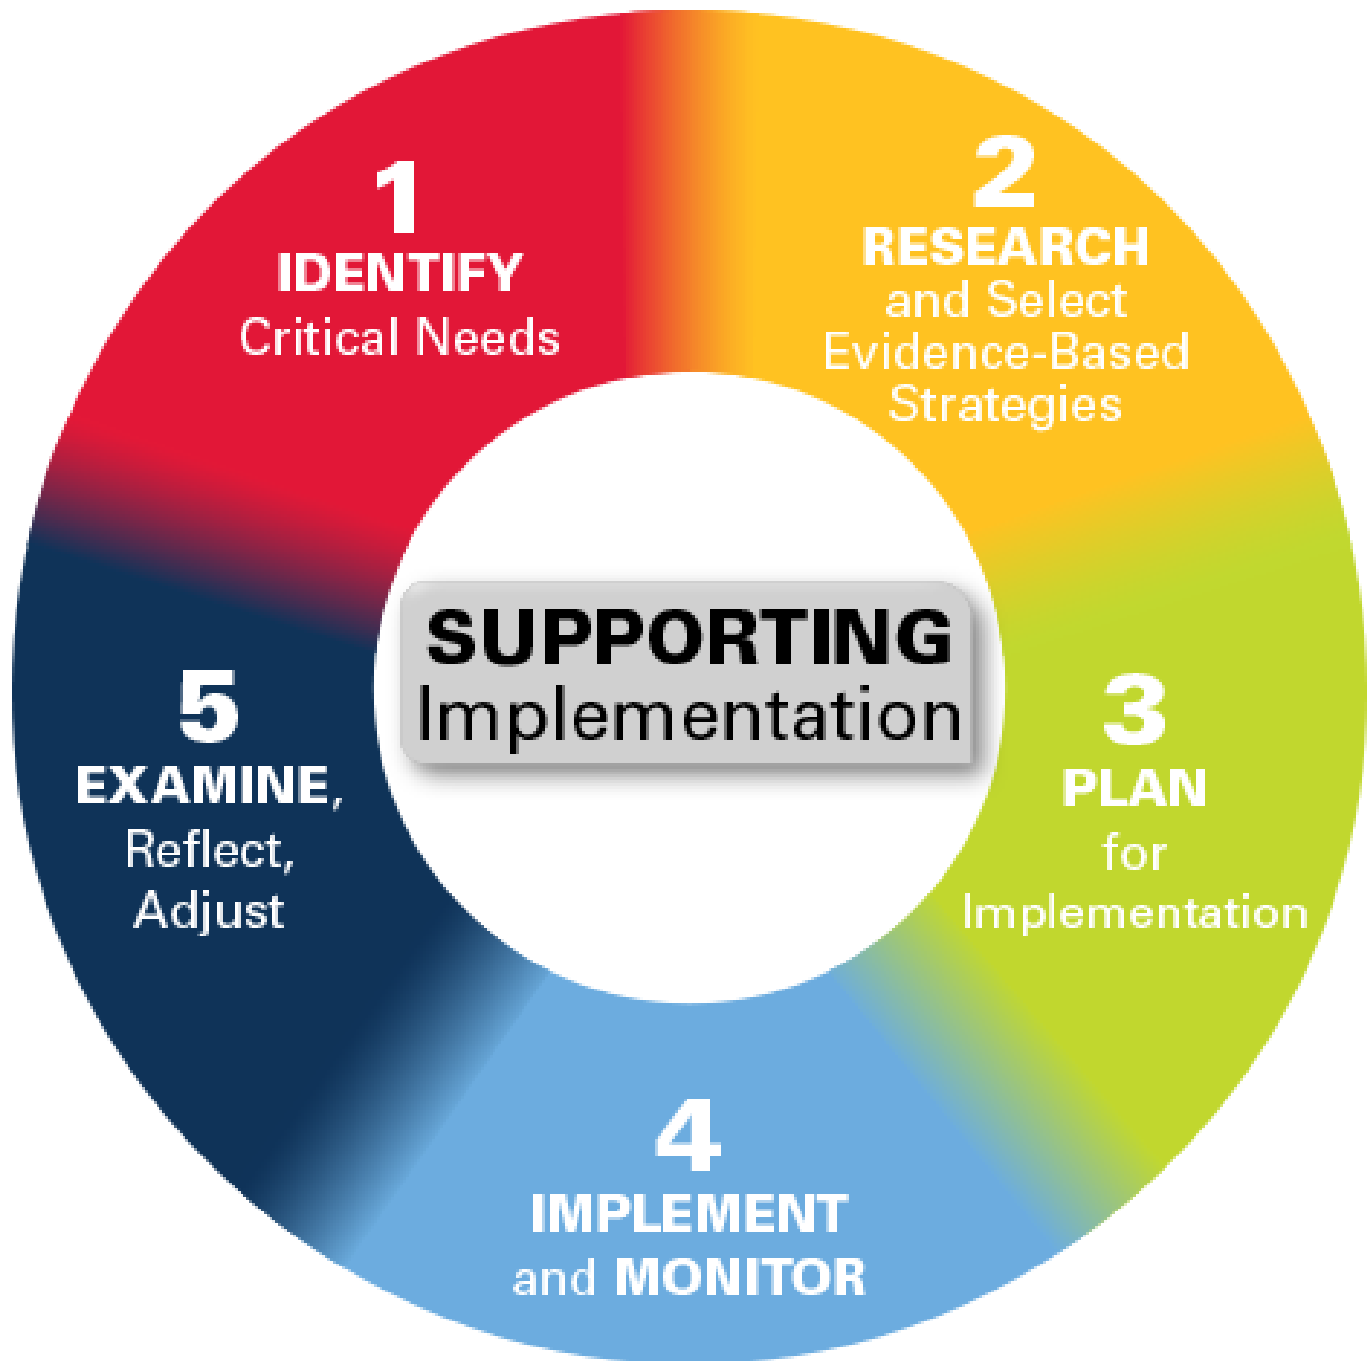 1
IDENTIFY
Critical Needs
2
RESEARCH
and Select
Evidence-Based
Strategies
3
PLAN
for
Implementation
4
IMPLEMENT
and MONITOR
5
EXAMINE,
Reflect,
Adjust
SUPPORTING
Implementation